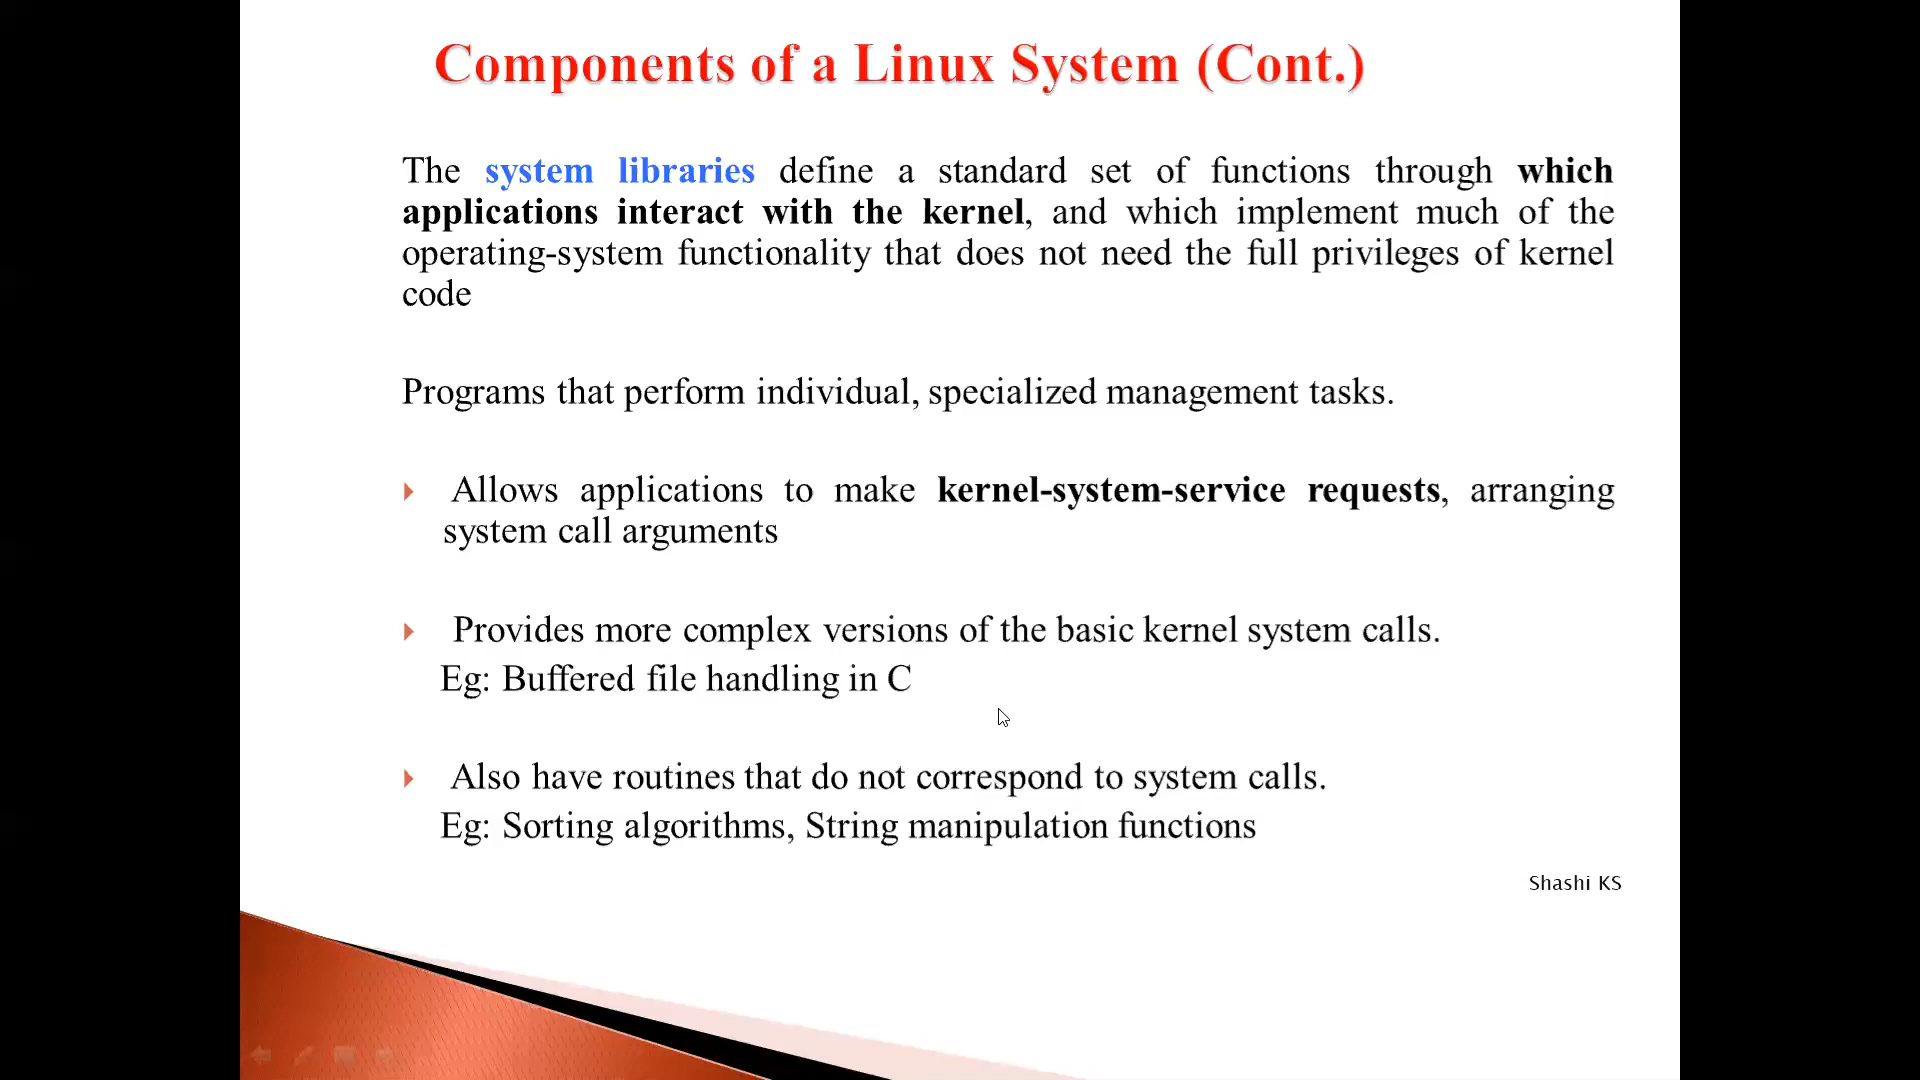 Components of a Linux System (Cont.)
The system libraries define a standard set of functions through which
applications interact with the kernel, and which implement much of the
operating-system functionality that does not need the full privileges of kernel
code
Programs that perform individual, specialized management tasks.
Allows applications to make kernel-system-service requests, arranging
system call arguments
Provides more complex versions of the basic kernel system calls.
Eg: Buffered file handling in C
Also have routines that do not correspond to system calls.
Eg: Sorting algorithms, String manipulation functions
Shashi KS